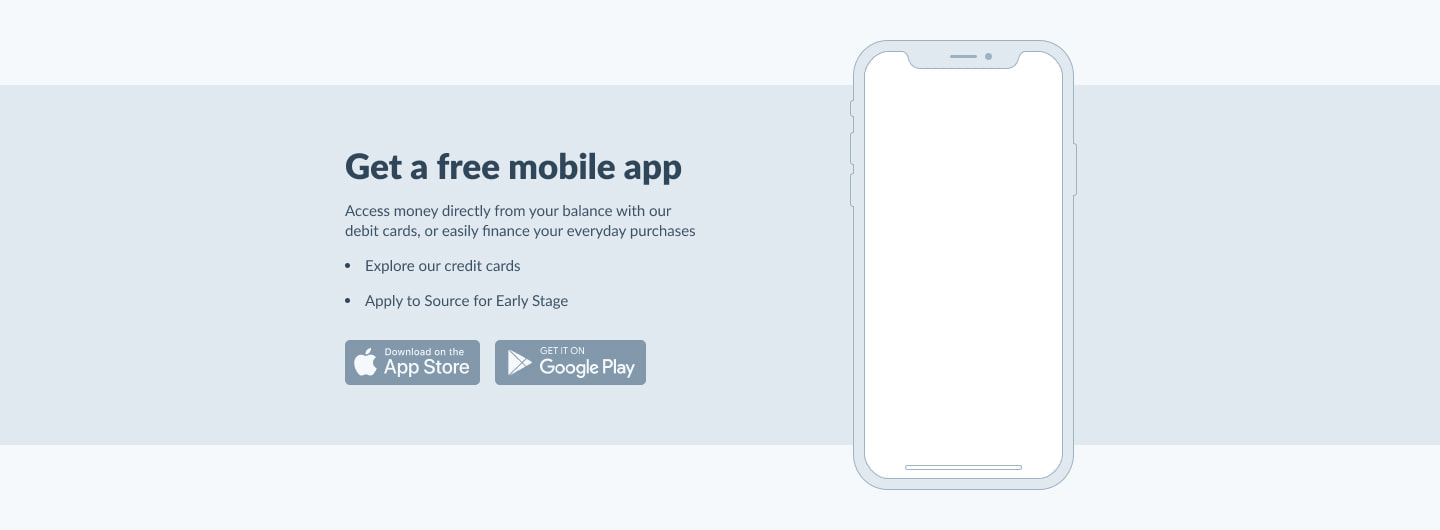 Get a free mobile app
Access money directly from your balance with our
debit cards, or easily finance your everyday purchases
• Explore our credit cards
• Apply to Source for Early Stage
Download on the
App Store
GET IT ON
Google Play